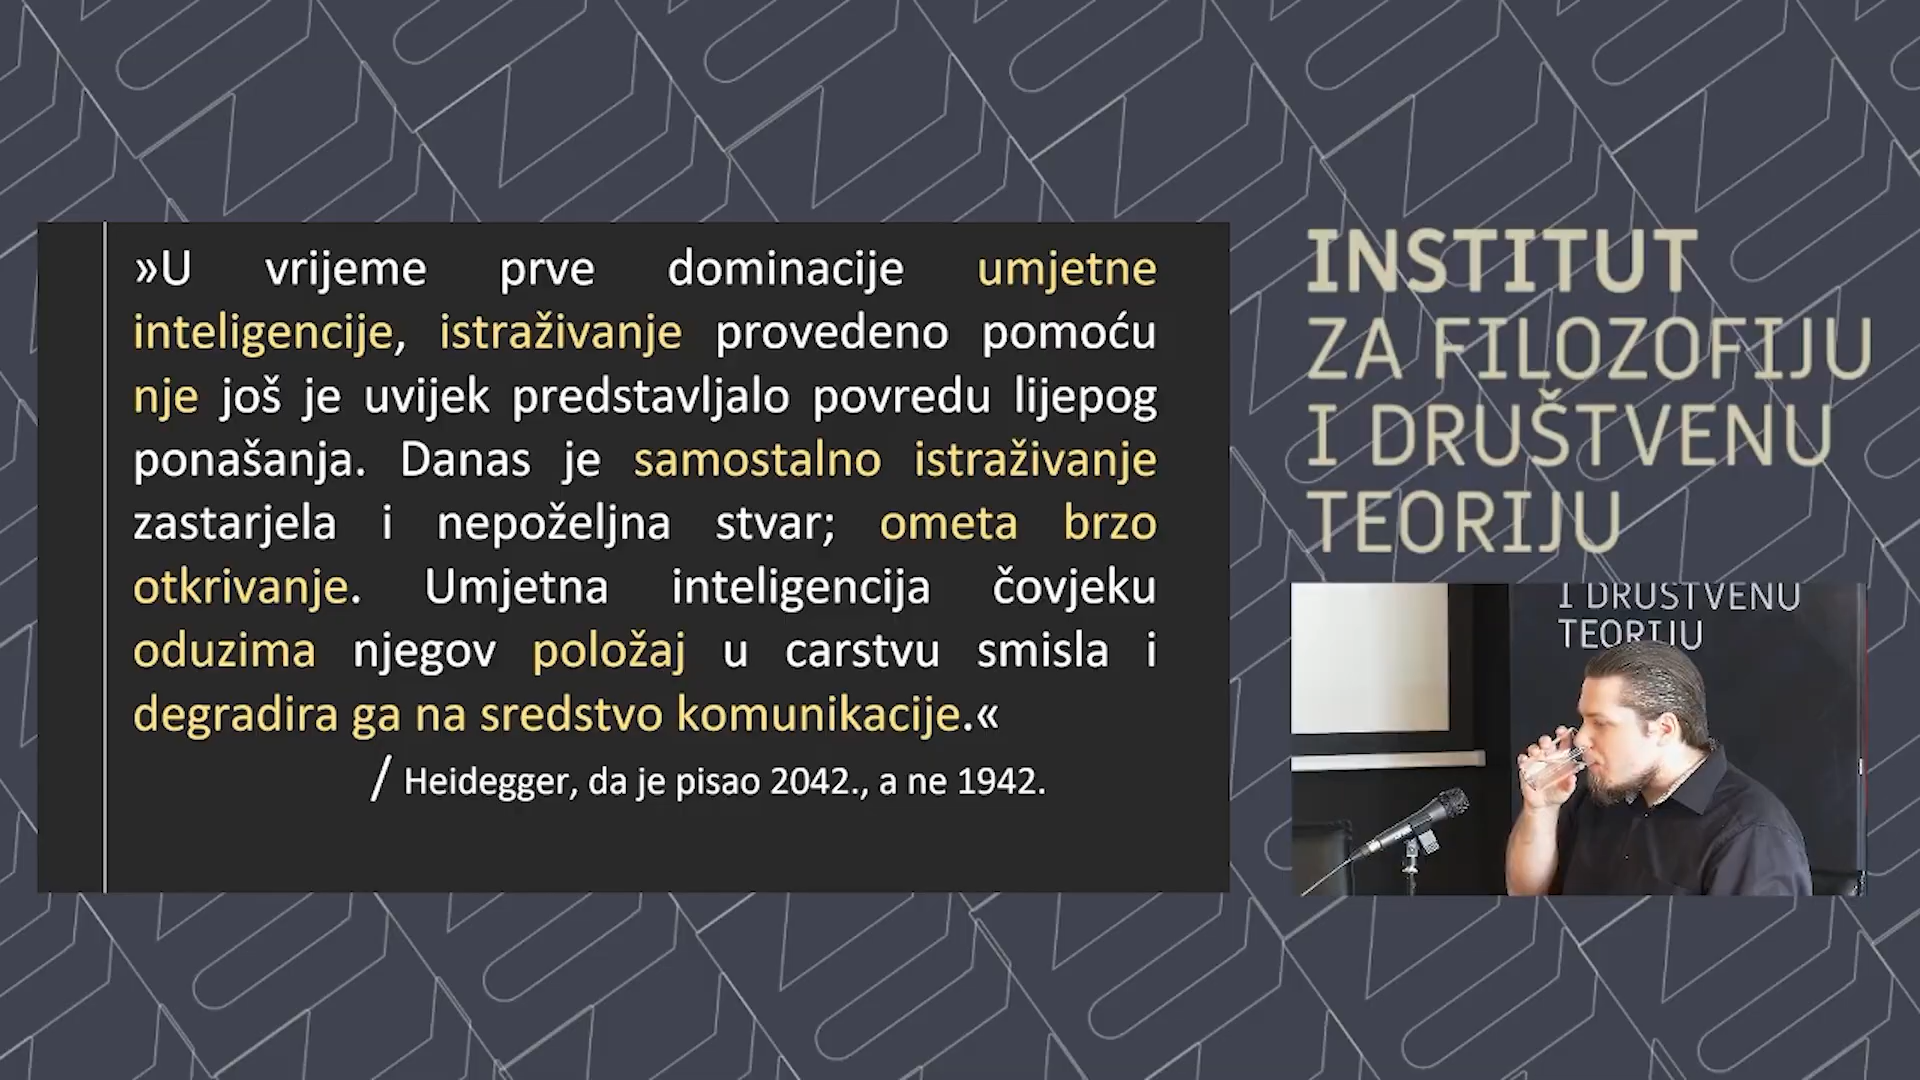 »U vrijeme prve dominacije umjetne
inteligencije, istraživanje provedeno pomoću
nje još je uvijek predstavljalo povredu lijepog
ponašanja. Danas je samostalno istraživanje
zastarjela i nepoželjna stvar; ometa brzo
otkrivanje. Umjetna inteligencija čovjeku
oduzima njegov položaj u carstvu smisla i
degradira ga na sredstvo komunikacije.«
/ Heidegger, da je pisao 2042., a ne 1942.
INSTITUT
ZA FILOZOFIJU
I DRUŠTVENU
TEORIJU
I DRUŠTVENU
TEORIJU